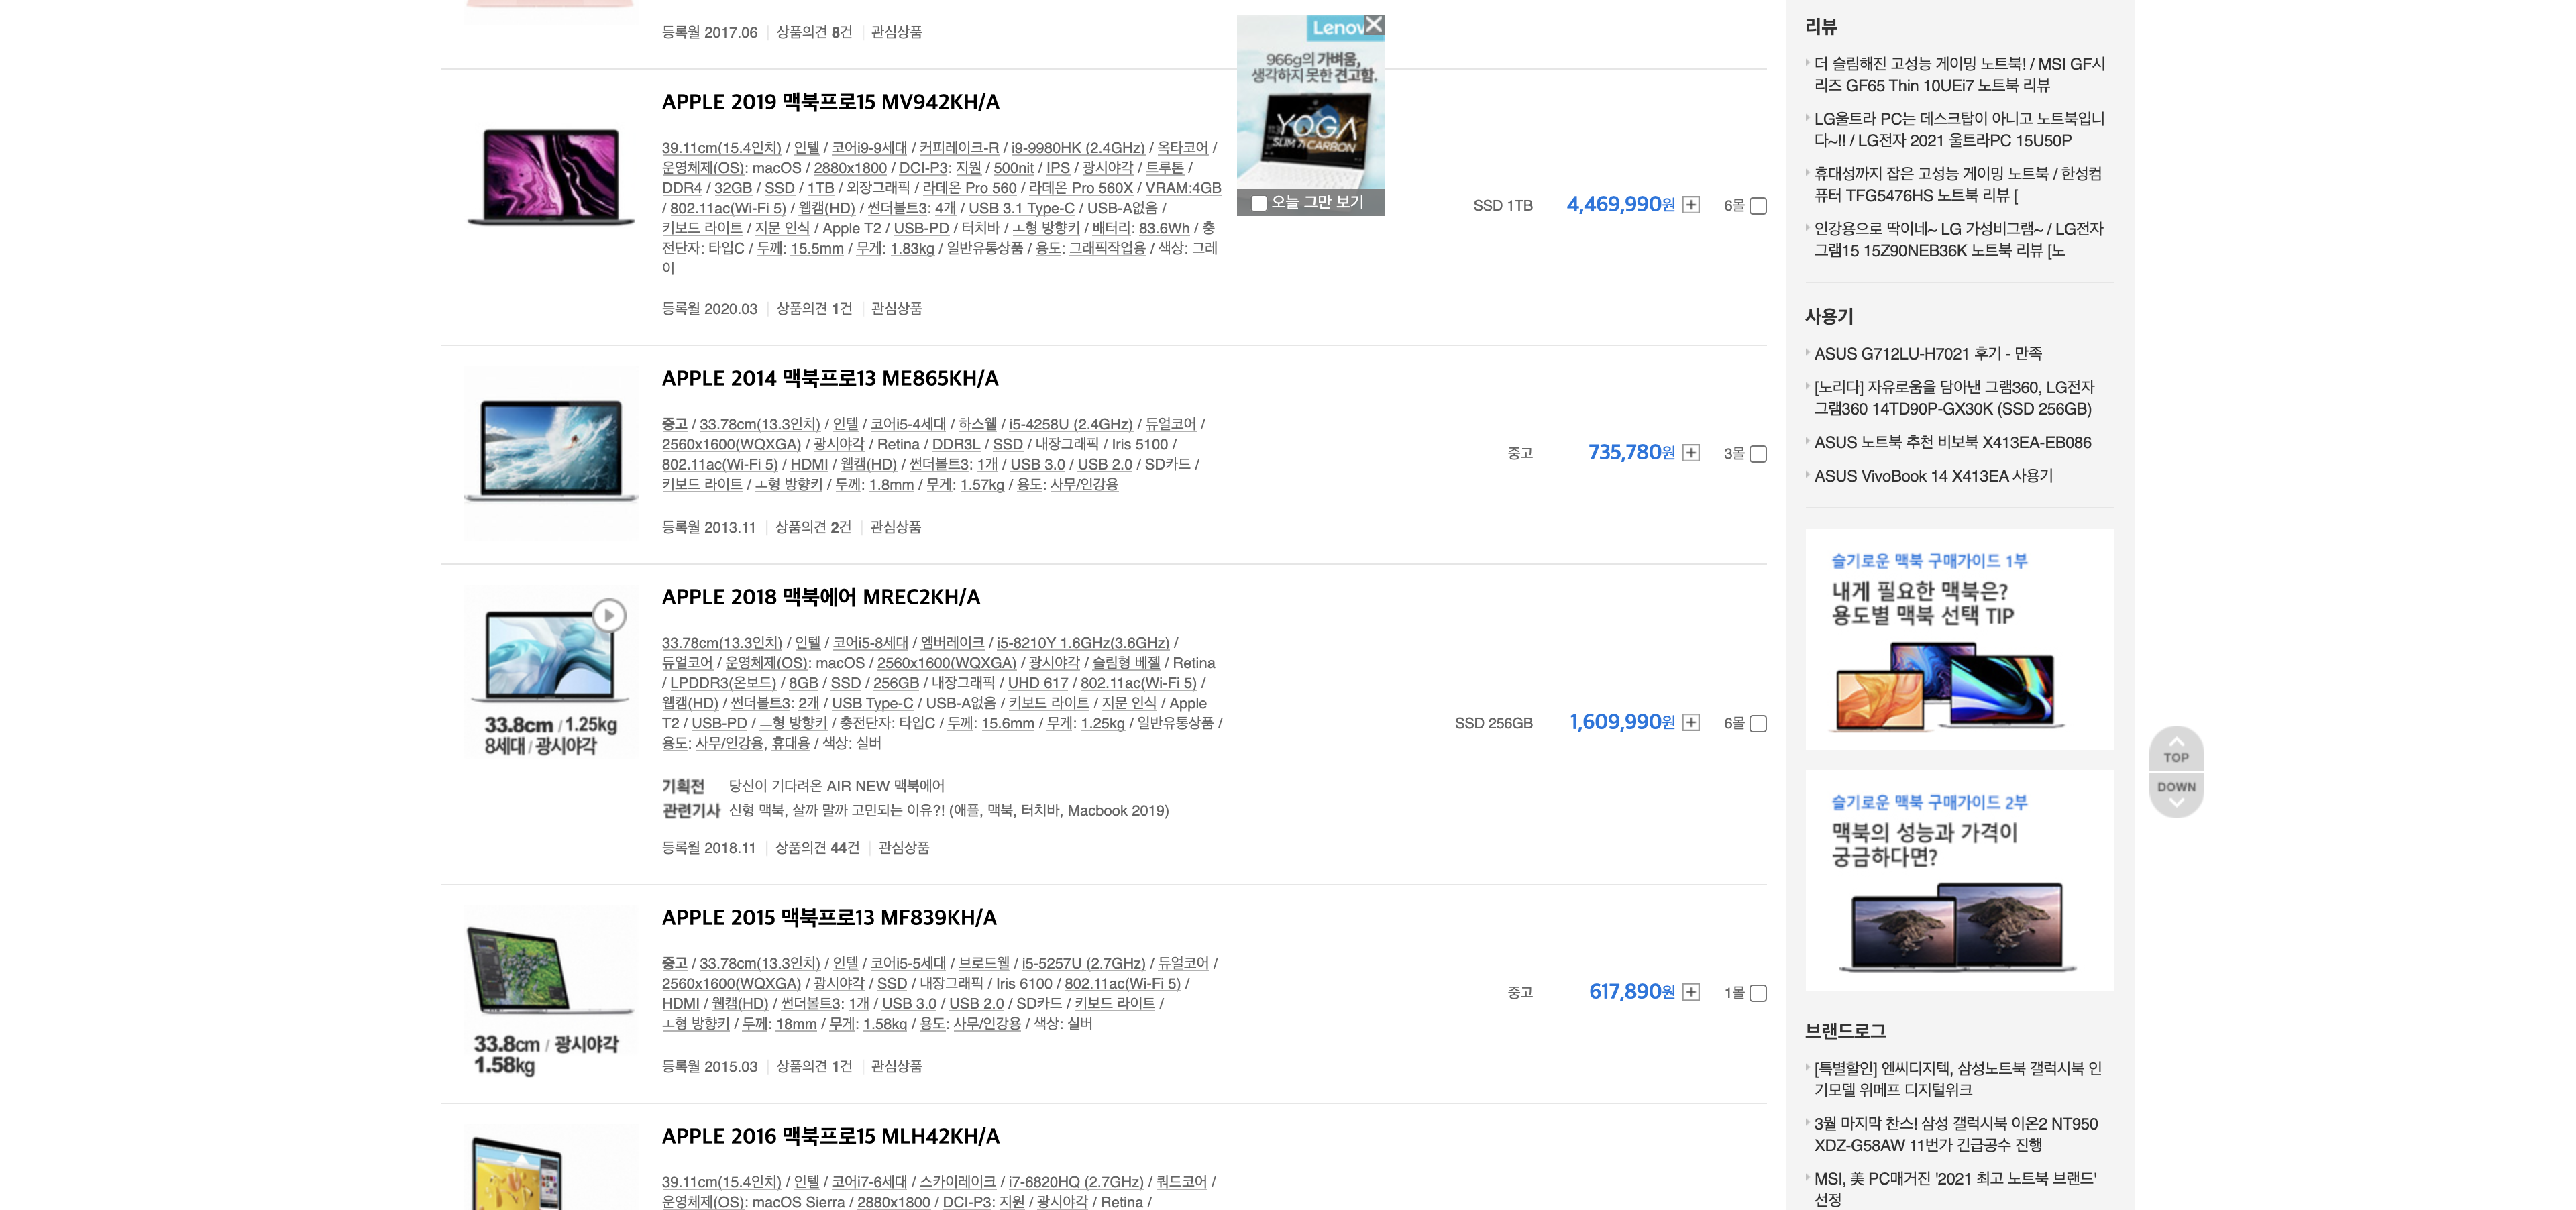 등록월 2017.06 상품의견 8건 관심상품
APPLE 2019 맥북프로15 MV942KH/A
39.11cm(15.4인치) / 인텔 / 코어i9-9세대 / 커피레이크-R / i9-9980HK (2.4GHz) / 옥타코어 /
운영체제(OS): macOS / 2880x1800 / DCI-P3: 지원 / 500nit / IPS / 광시야각 / 트루톤 /
DDR4 / 32GB / SSD / 1TB / 외장그래픽 / 라데온 Pro 560 / 라데온 Pro 560X / VRAM:4GB
/ 802.11ac(Wi-Fi 5) / 웹캠(HD) / 썬더볼트3: 4개 / USB 3.1 Type-C / USB-A없음 /
키보드 라이트 / 지문 인식 / Apple T2 / USB-PD / 터치바 / ㅗ형 방향키 / 배터리: 83.6Wh / 충
전단자: 타입C / 두께: 15.5mm / 무게: 1.83kg / 일반유통상품 / 용도: 그래픽작업용 / 색상: 그레
이
SSD 1TB 4,469,990원 6몰
등록월 2020.03 상품의견 1건 관심상품
Lenov
966g의 가벼움,
생각하지 못한 견고함.
YOGA
SLIM 7i CARBON
오늘 그만 보기
APPLE 2014 맥북프로13 ME865KH/A
중고 / 33.78cm(13.3인치) / 인텔 / 코어i5-4세대 / 하스웰 / i5-4258U (2.4GHz) / 듀얼코어 /
2560x1600(WQXGA) / 광시야각 / Retina / DDR3L / SSD / 내장그래픽 / Iris 5100 /
802.11ac(Wi-Fi 5) / HDMI / 웹캠(HD) / 썬더볼트3: 1개 / USB 3.0 / USB 2.0 / SD카드 /
키보드 라이트 / ㅗ형 방향키 / 두께: 1.8mm / 무게: 1.57kg / 용도: 사무/인강용
중고 735,780원 3몰
등록월 2013.11 상품의견 2건 관심상품
APPLE 2018 맥북에어 MREC2KH/A
33.78cm(13.3인치) / 인텔 / 코어i5-8세대 / 엠버레이크 / i5-8210Y 1.6GHz(3.6GHz) /
듀얼코어 / 운영체제(OS): macOS / 2560x1600(WQXGA) / 광시야각 / 슬림형 베젤 / Retina
/ LPDDR3(온보드) / 8GB / SSD / 256GB / 내장그래픽 / UHD 617 / 802.11ac(Wi-Fi 5) /
웹캠(HD) / 썬더볼트3: 2개 / USB Type-C / USB-A없음 / 키보드 라이트 / 지문 인식 / Apple
T2 / USB-PD / ㅡ형 방향키 / 충전단자: 타입C / 두께: 15.6mm / 무게: 1.25kg / 일반유통상품 /
용도: 사무/인강용, 휴대용 / 색상: 실버
33.8cm / 1.25kg
8세대 / 광시야각
SSD 256GB 1,609,990원 6몰
기획전 당신이 기다려온 AIR NEW 맥북에어
관련기사 신형 맥북, 살까 말까 고민되는 이유?! (애플, 맥북, 터치바, Macbook 2019)
등록월 2018.11 상품의견 44건 관심상품
APPLE 2015 맥북프로13 MF839KH/A
중고 / 33.78cm(13.3인치) / 인텔 / 코어i5-5세대 / 브로드웰 / i5-5257U (2.7GHz) / 듀얼코어 /
2560x1600(WQXGA) / 광시야각 / SSD / 내장그래픽 / Iris 6100 / 802.11ac(Wi-Fi 5) /
HDMI / 웹캠(HD) / 썬더볼트3: 1개 / USB 3.0 / USB 2.0 / SD카드 / 키보드 라이트 /
ㅗ형 방향키 / 두께: 18mm / 무게: 1.58kg / 용도: 사무/인강용 / 색상: 실버
33.8cm / 광시야각
1.58kg
중고 617,890원 1몰
등록월 2015.03 상품의견 1건 관심상품
APPLE 2016 맥북프로15 MLH42KH/A
39.11cm(15.4인치) / 인텔 / 코어i7-6세대 / 스카이레이크 / i7-6820HQ (2.7GHz) / 쿼드코어 /
운영체제(OS): macOS Sierra / 2880x1800 / DCI-P3: 지원 / 광시야각 / Retina /
리뷰
더 슬림해진 고성능 게이밍 노트북! / MSI GF시
리즈 GF65 Thin 10UEi7 노트북 리뷰
LG울트라 PC는 데스크탑이 아니고 노트북입니
다~!! / LG전자 2021 울트라PC 15U50P
휴대성까지 잡은 고성능 게이밍 노트북 / 한성컴
퓨터 TFG5476HS 노트북 리뷰 [
인강용으로 딱이네~ LG 가성비그램~ / LG전자
그램15 15Z90NEB36K 노트북 리뷰 [노
사용기
ASUS G712LU-H7021 후기 - 만족
[노리다] 자유로움을 담아낸 그램360, LG전자
그램360 14TD90P-GX30K (SSD 256GB)
ASUS 노트북 추천 비보북 X413EA-EB086
ASUS VivoBook 14 X413EA 사용기
슬기로운 맥북 구매가이드 1부
내게 필요한 맥북은?
용도별 맥북 선택 TIP
슬기로운 맥북 구매가이드 2부
맥북의 성능과 가격이
궁금하다면?
브랜드로그
[특별할인] 엔씨디지텍, 삼성노트북 갤럭시북 인
기모델 위메프 디지털위크
3월 마지막 찬스! 삼성 갤럭시북 이온2 NT950
XDZ-G58AW 11번가 긴급공수 진행
MSI, 美 PC매거진 '2021 최고 노트북 브랜드'
선정
TOP
DOWN